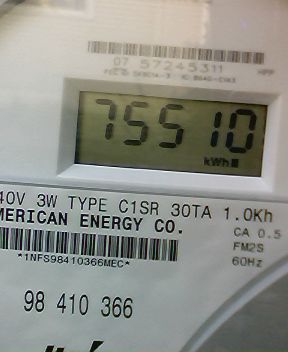 07 57245311
75510
kWh
40V 3W TYPE C1SR 30TA 1.0Kh
MERICAN ENERGY CO.
CA 0.5
FM2S
*1NFS98410366MEC*
60Hz
98 410 366